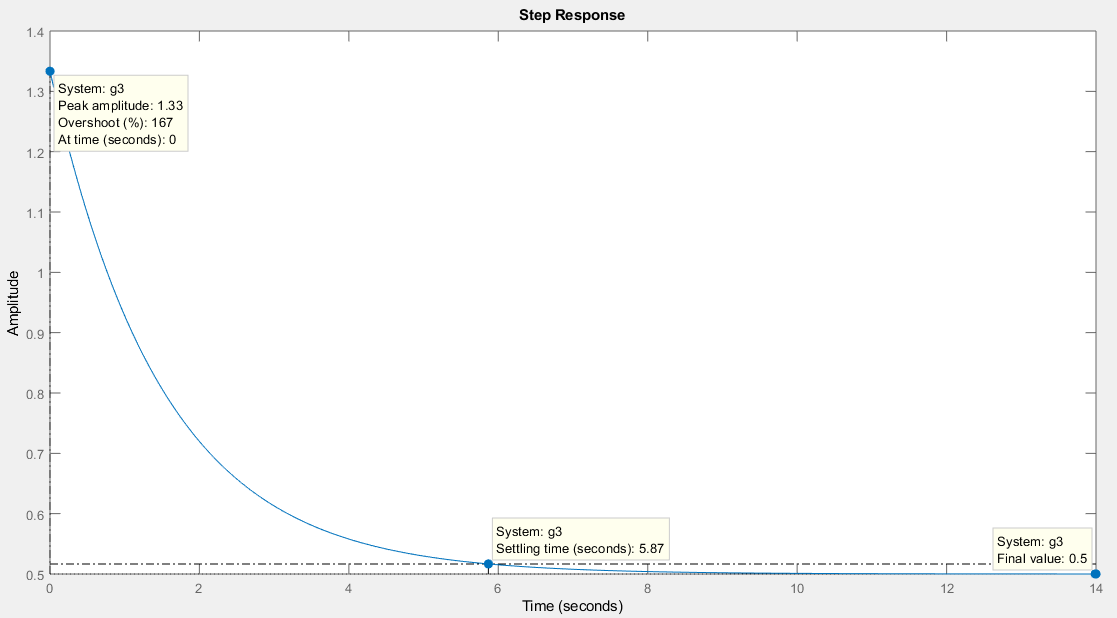 Step Response
1.4
1.3
1.2
1.1
1
0.9
0.8
0.7
0.6
0.5
Amplitude
System: g3
Peak amplitude: 1.33
Overshoot (%): 167
At time (seconds): 0
System: g3
Settling time (seconds): 5.87
System: g3
Final value: 0.5
0 2 4 6 8 10 12 14
Time (seconds)